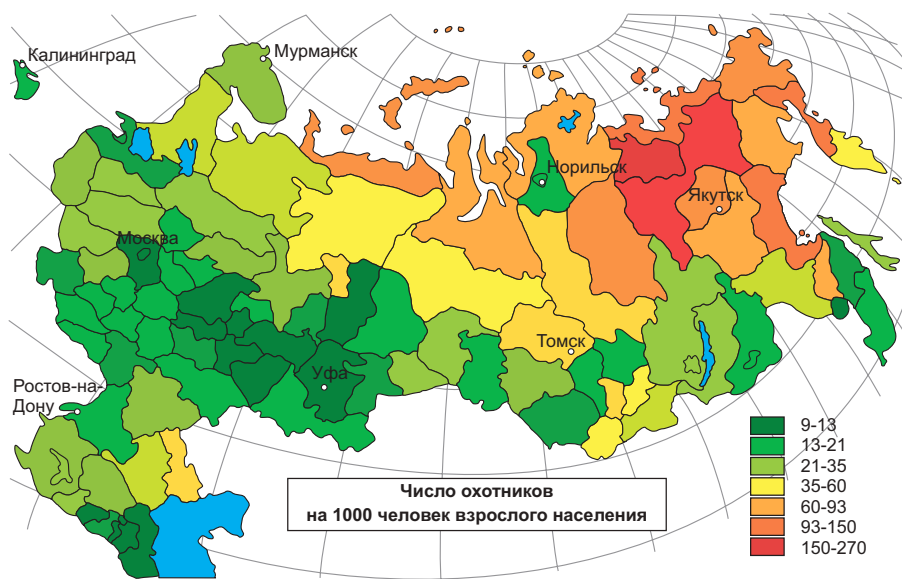 Калининград
Мурманск
Норильск
Якутск
Москва
Томск
Уфа
Ростов-на-
Дону
Число охотников
на 1000 человек взрослого населения
9-13
13-21
21-35
35-60
60-93
93-150
150-270